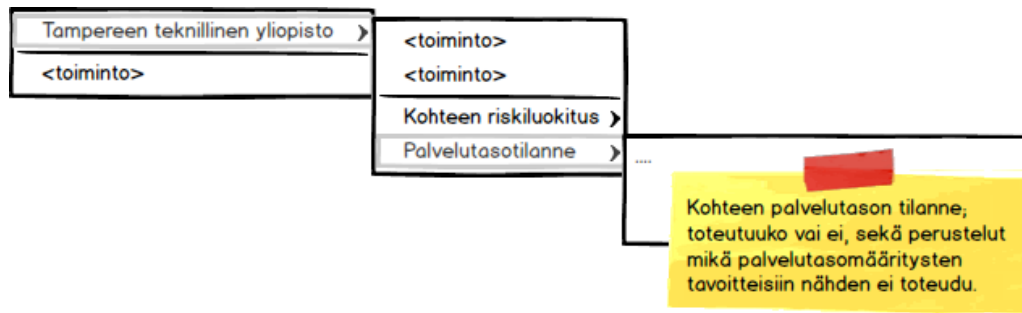 Tampereen teknillinen yliopisto
<toiminto>
<toiminto>
<toiminto>
Kohteen riskiluokitus
Palvelutasotilanne
....
Kohteen palvelutason tilanne;
toteutuuko vai ei, sekä perustelut
mikä palvelutasomääritysten
tavoitteisiin nähden ei toteudu.